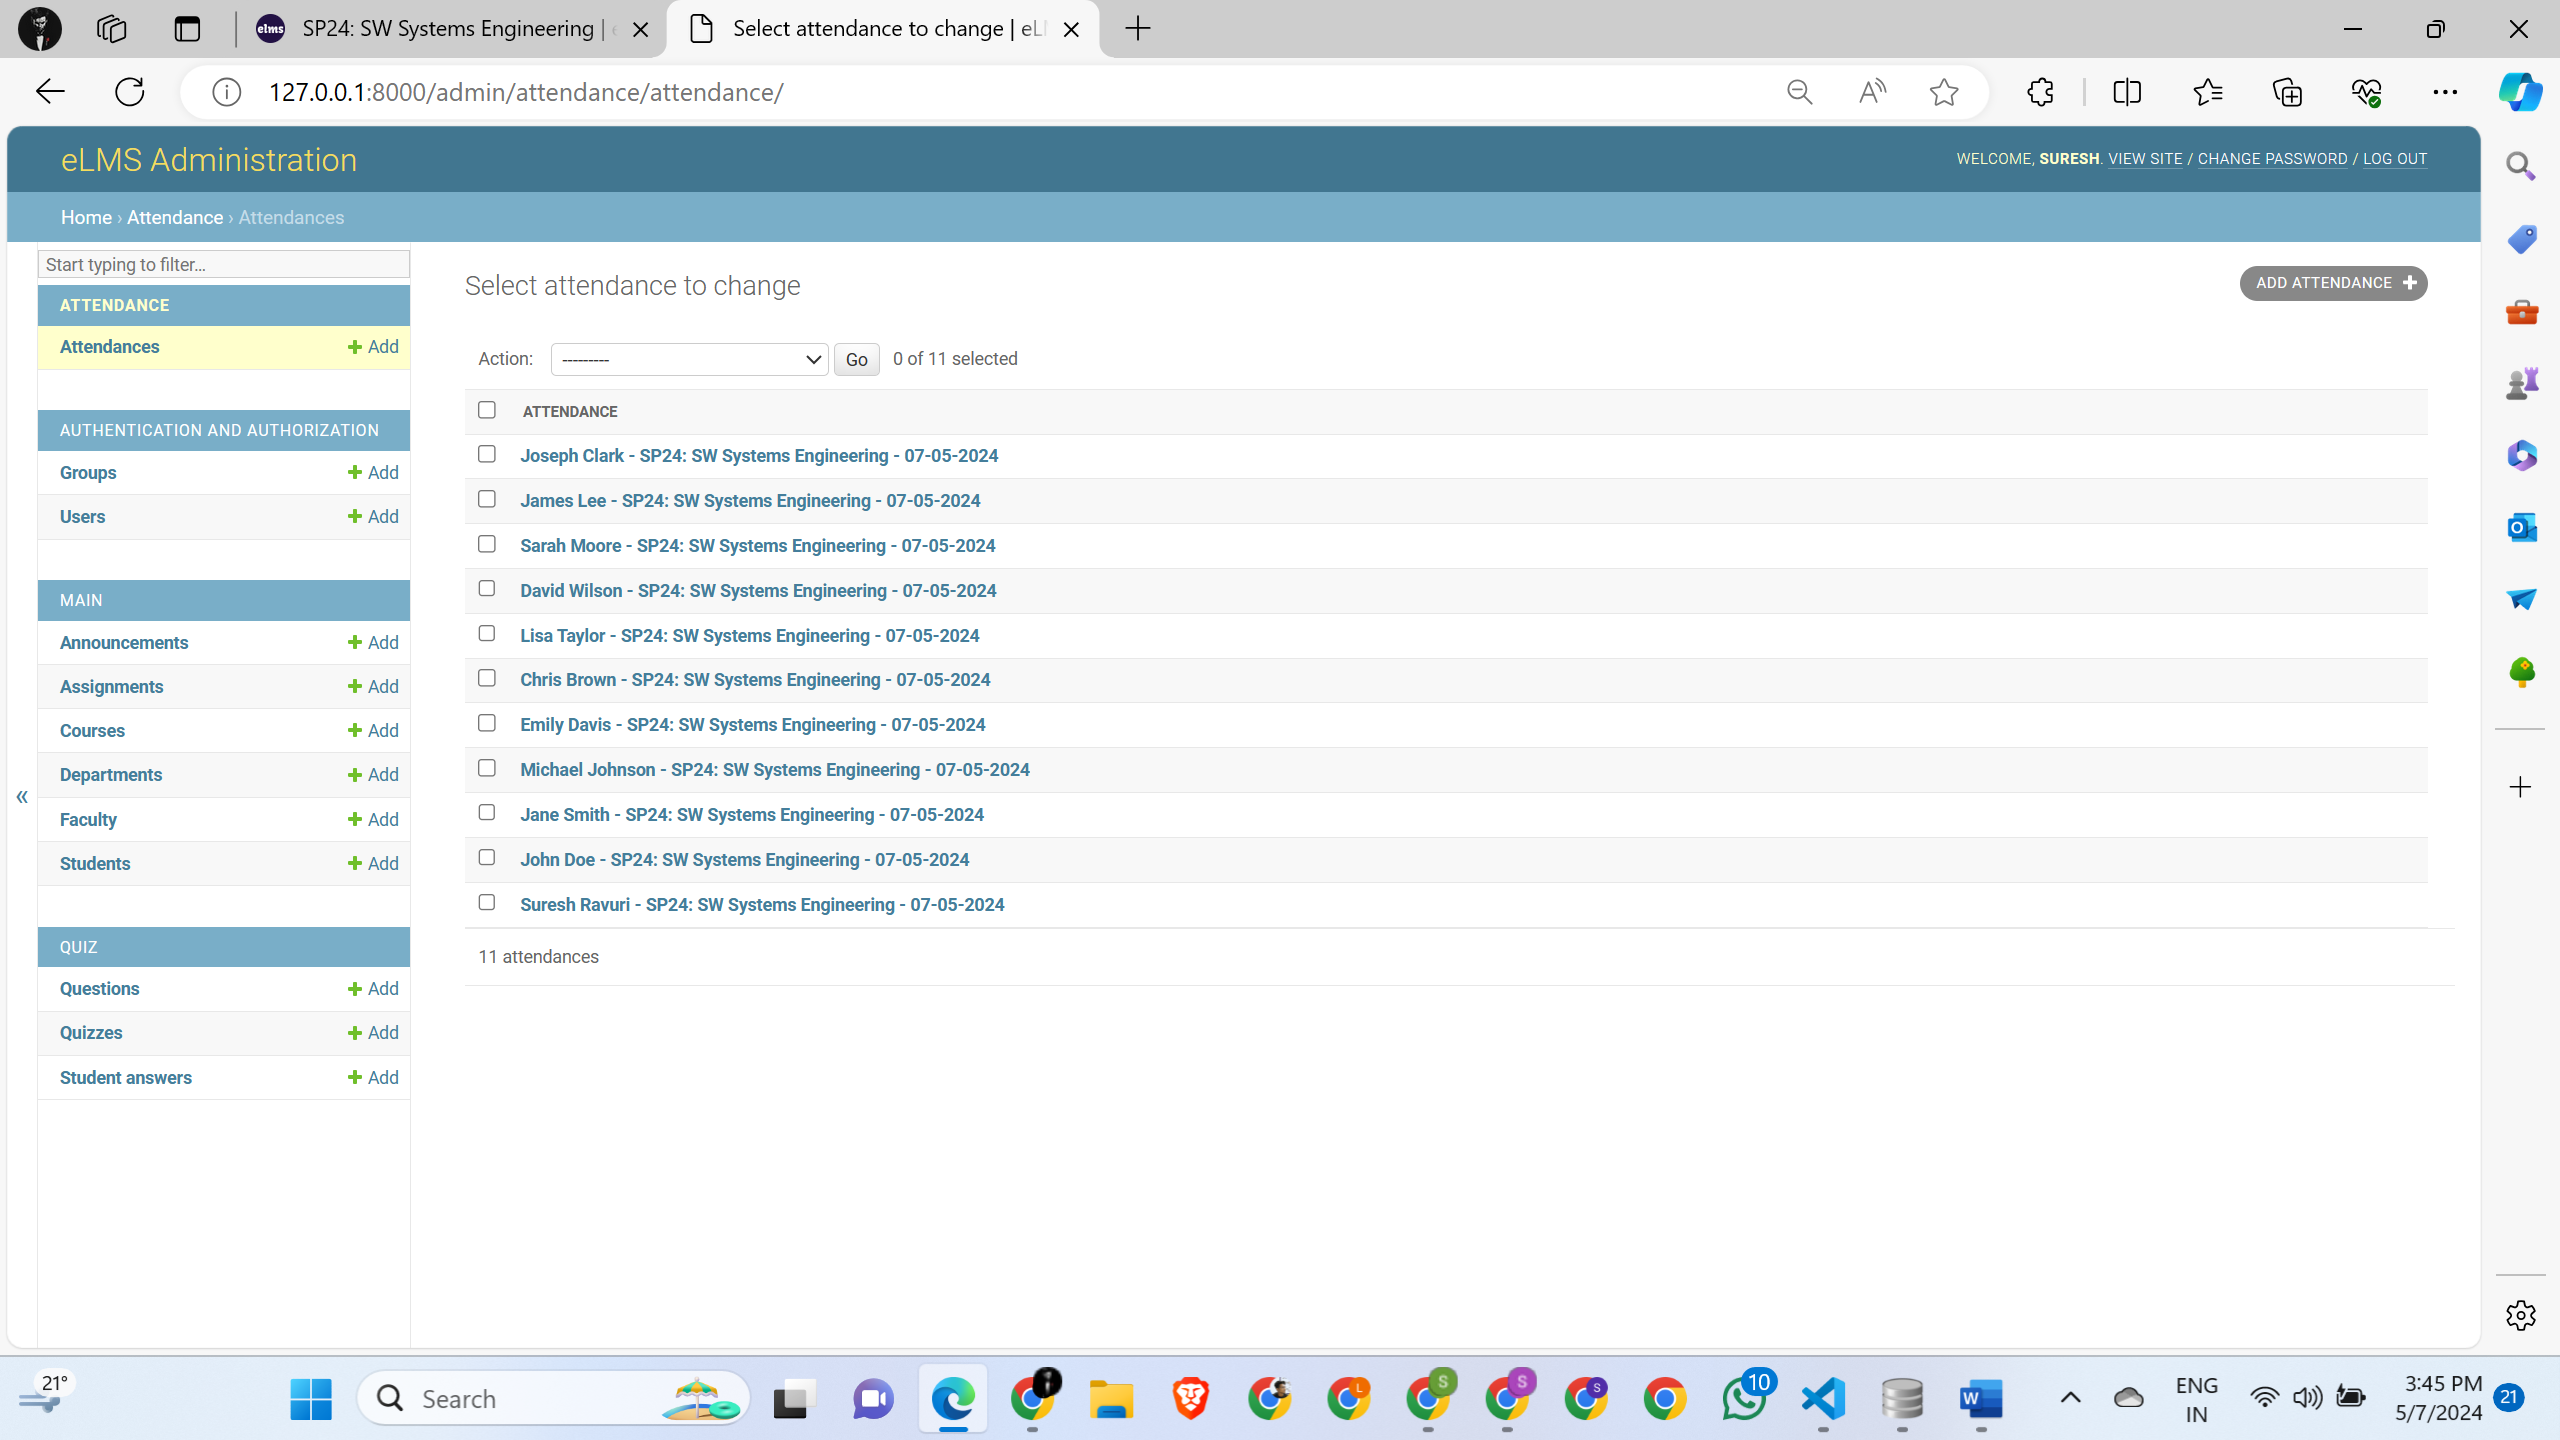 elms SP24: SW Systems Engineering |
Select attendance to change | eLI
127.0.0.1:8000/admin/attendance/attendance/
eLMS Administration
WELCOME, SURESH. VIEW SITE / CHANGE PASSWORD / LOG OUT
Home › Attendance › Attendances
Start typing to filter...
ATTENDANCE
Attendances Add
AUTHENTICATION AND AUTHORIZATION
Groups Add
Users Add
MAIN
Announcements Add
Assignments Add
Courses Add
Departments Add
Faculty Add
Students Add
QUIZ
Questions Add
Quizzes Add
Student answers Add
«
Select attendance to change
ADD ATTENDANCE
Action: --------- Go 0 of 11 selected
ATTENDANCE
Joseph Clark - SP24: SW Systems Engineering - 07-05-2024
James Lee - SP24: SW Systems Engineering - 07-05-2024
Sarah Moore - SP24: SW Systems Engineering - 07-05-2024
David Wilson - SP24: SW Systems Engineering - 07-05-2024
Lisa Taylor - SP24: SW Systems Engineering - 07-05-2024
Chris Brown - SP24: SW Systems Engineering - 07-05-2024
Emily Davis - SP24: SW Systems Engineering - 07-05-2024
Michael Johnson - SP24: SW Systems Engineering - 07-05-2024
Jane Smith - SP24: SW Systems Engineering - 07-05-2024
John Doe - SP24: SW Systems Engineering - 07-05-2024
Suresh Ravuri - SP24: SW Systems Engineering - 07-05-2024
11 attendances
21°
Search
L
S
S
S
10
W
ENG
IN
3:45 PM
5/7/2024
21